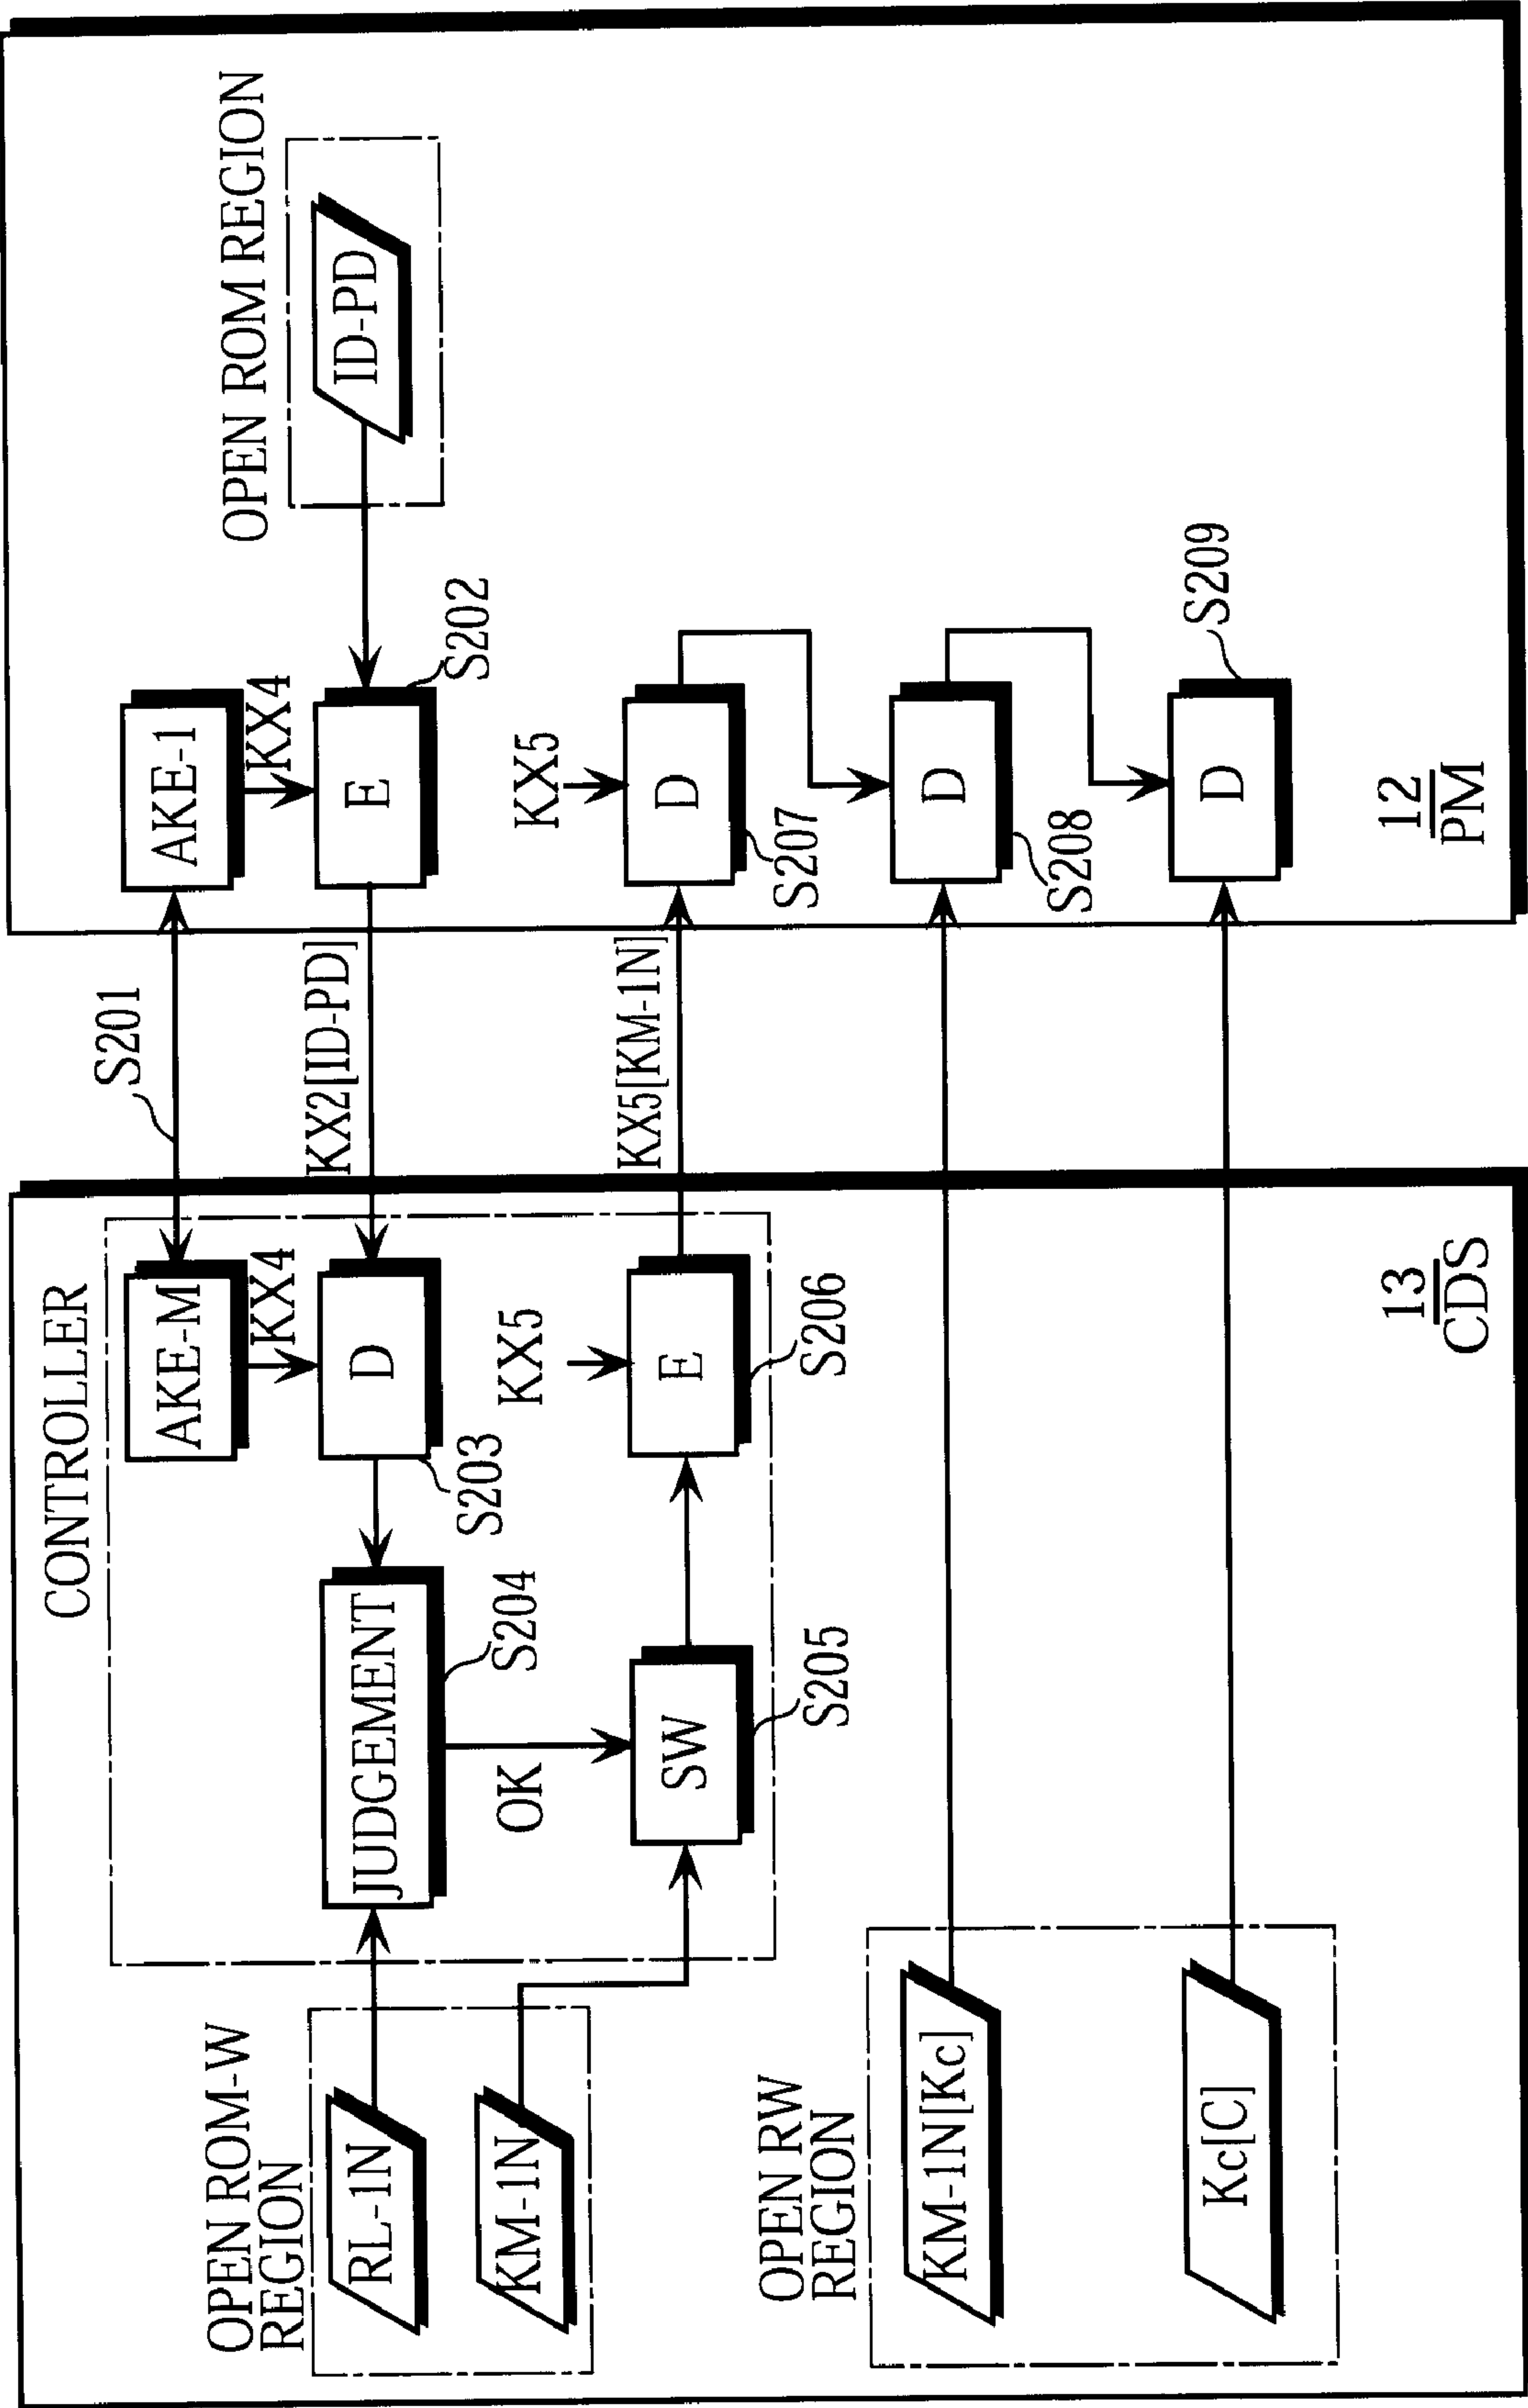 CONTROLLER
OPEN ROM-W
REGION
RL-1N
KM-1N
JUDGEMENT
S204
OK
SW
S205
AKE-M
KX4
D
S203
KX5
E
S206
S201
KX2[ID-PD]
KX5[KM-1N]
AKE-1
KX4
E
S202
OPEN ROM REGION
ID-PD
KX5
D
S207
D
S208
D
S209
OPEN RW
REGION
KM-1N[Kc]
Kc[C]
13
CDS
12
PM